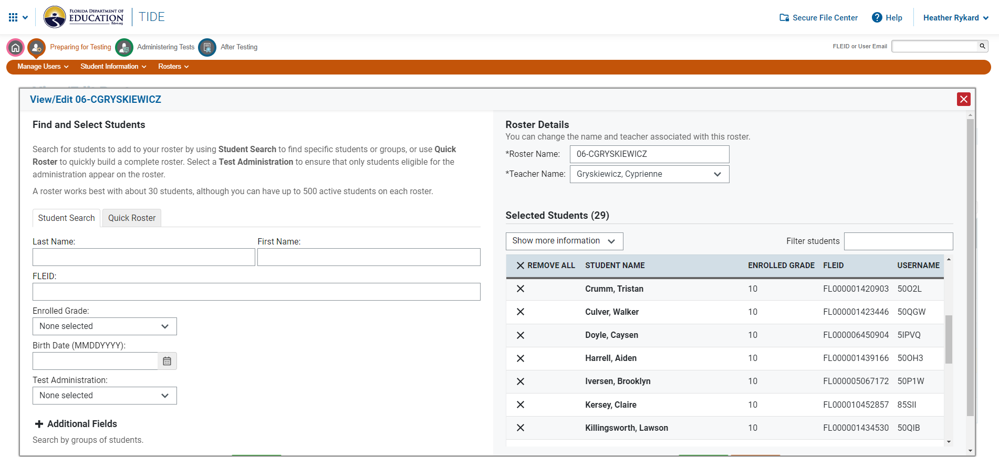 FLORIDA DEPARTMENT OF
EDUCATION
fldoe.org
TIDE
Secure File Center
Help
Heather Rykard
Preparing for Testing
Administering Tests
After Testing
FLEID or User Email
Manage Users
Student Information
Rosters
View/Edit 06-CGRYSKIEWICZ
Find and Select Students
Search for students to add to your roster by using Student Search to find specific students or groups, or use Quick
Roster to quickly build a complete roster. Select a Test Administration to ensure that only students eligible for the
administration appear on the roster.
A roster works best with about 30 students, although you can have up to 500 active students on each roster.
Student Search
Quick Roster
Last Name:
First Name:
FLEID:
Enrolled Grade:
None selected
Birth Date (MMDDYYYY):
Test Administration:
None selected
Additional Fields
Search by groups of students.
Roster Details
You can change the name and teacher associated with this roster.
*Roster Name: 06-CGRYSKIEWICZ
*Teacher Name: Gryskiewicz, Cyprienne
Selected Students (29)
Show more information
Filter students
REMOVE ALL STUDENT NAME ENROLLED GRADE FLEID USERNAME
Crumm, Tristan 10 FL000001420903 50O2L
Culver, Walker 10 FL000001423446 50QGW
Doyle, Caysen 10 FL000006450904 5IPVQ
Harrell, Aiden 10 FL000001439166 50OH3
Iversen, Brooklyn 10 FL000005067172 50P1W
Kersey, Claire 10 FL000010452857 85SII
Killingsworth, Lawson 10 FL000001434530 50QIB